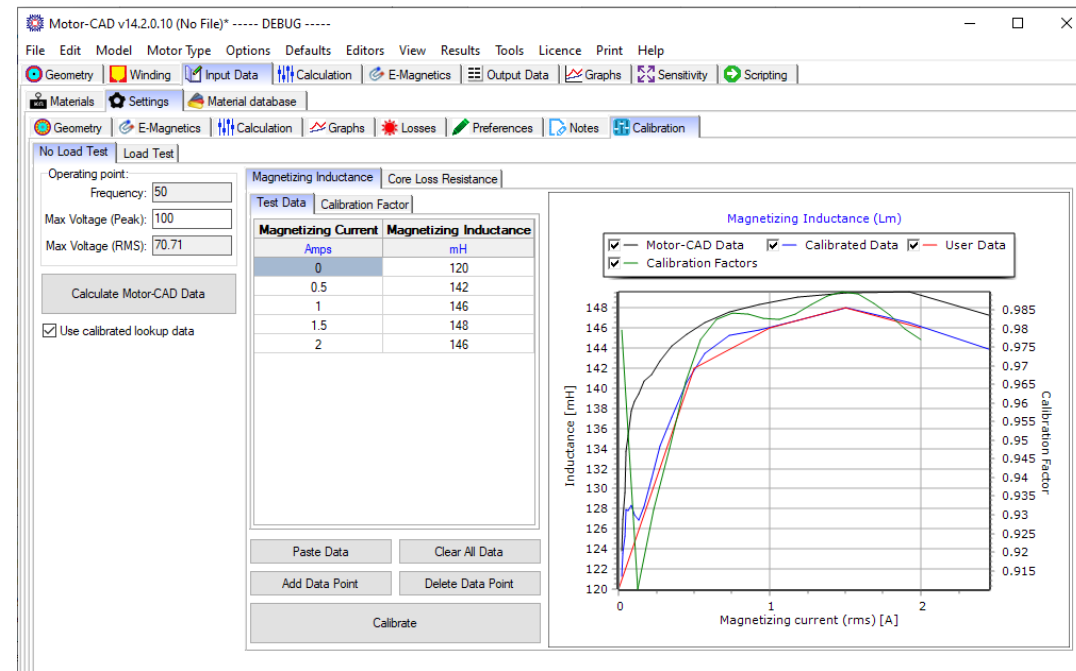 Motor-CAD v14.2.0.10 (No File)* ----- DEBUG -----
File Edit Model Motor Type Options Defaults Editors View Results Tools Licence Print Help
Geometry Winding Input Data Calculation E-Magnetics Output Data Graphs Sensitivity Scripting
Materials Settings Material database
Geometry E-Magnetics Calculation Graphs Losses Preferences Notes Calibration
No Load Test Load Test
Operating point:
Frequency: 50
Max Voltage (Peak): 100
Max Voltage (RMS): 70.71
Calculate Motor-CAD Data
Use calibrated lookup data
Magnetizing Inductance Core Loss Resistance
Test Data Calibration Factor
Magnetizing Current Magnetizing Inductance
Amps mH
0 120
0.5 142
1 146
1.5 148
2 146
Paste Data Clear All Data
Add Data Point Delete Data Point
Calibrate
Magnetizing Inductance (Lm)
Motor-CAD Data Calibrated Data User Data
Calibration Factors
Inductance [mH]
148
146
144
142
140
138
136
134
132
130
128
126
124
122
120
0 1 2
Magnetizing current (rms) [A]
0.985
0.98
0.975
0.97
0.965
0.96
0.955
0.95
0.945
0.94
0.935
0.93
0.925
0.92
0.915
Calibration Factor